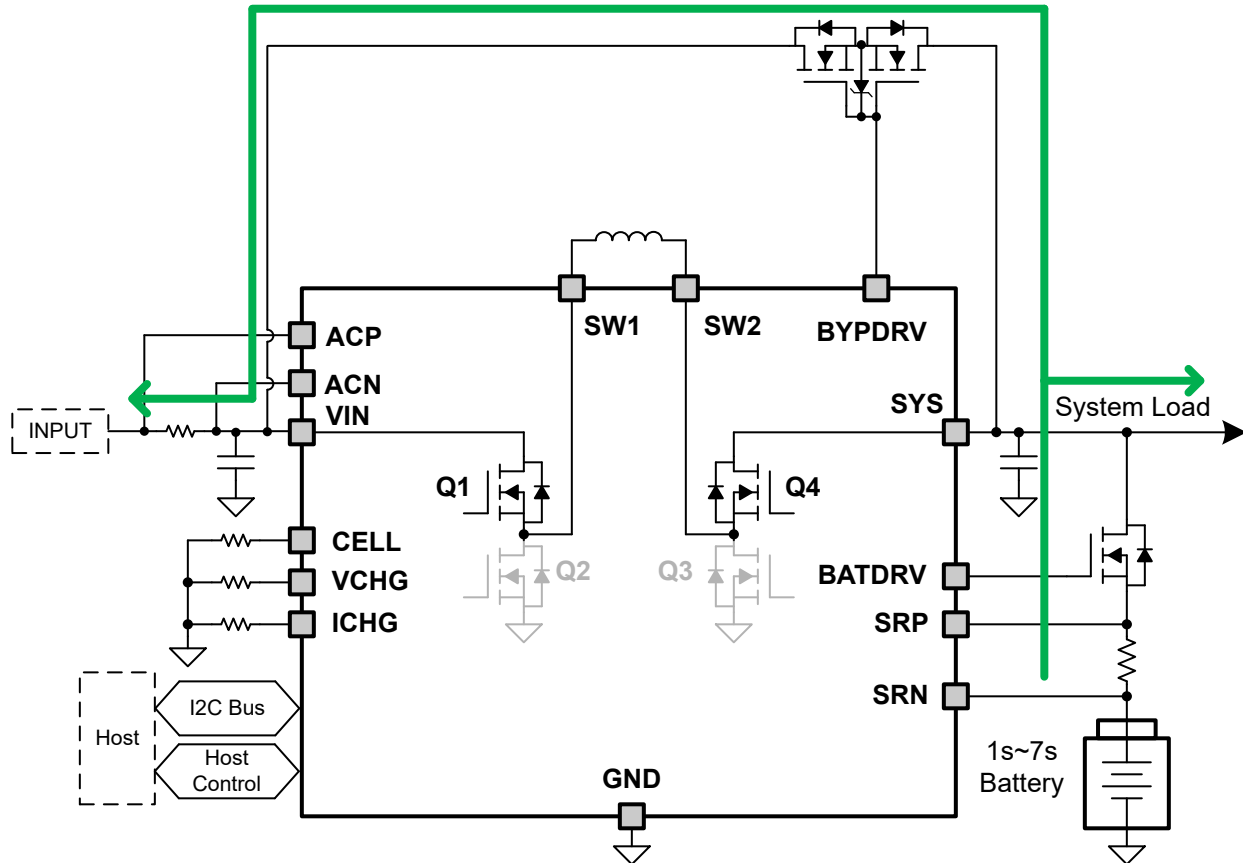 SW1
SW2
BYPDRV
ACP
ACN
VIN
INPUT
SYS
System Load
Q1
Q4
CELL
VCHG
ICHG
Q2
Q3
BATDRV
SRP
SRN
Host
I2C Bus
Host
Control
GND
1s~7s
Battery